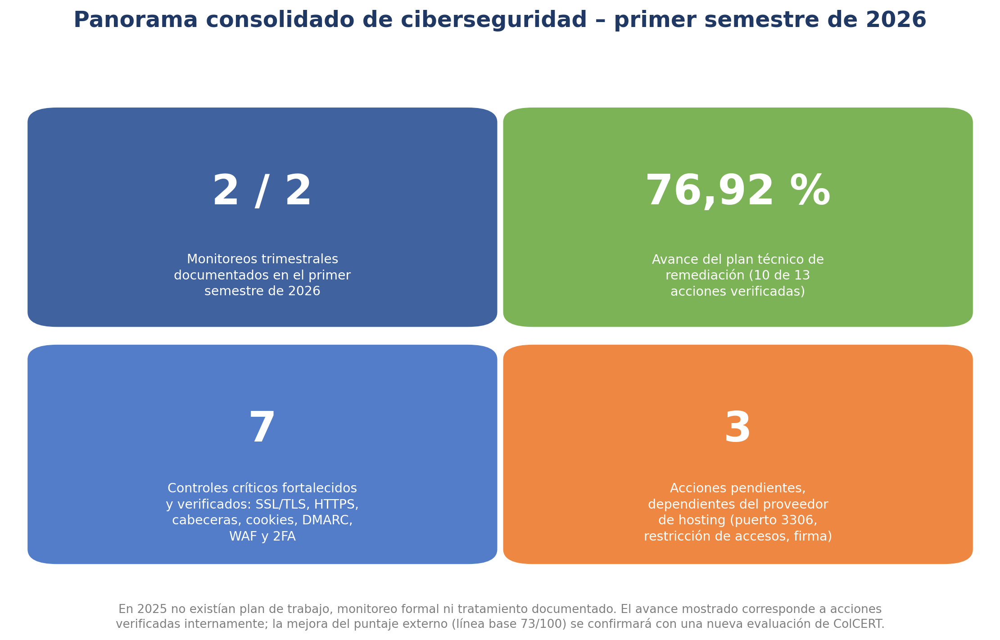 Panorama consolidado de ciberseguridad – primer semestre de 2026
2 / 2
Monitoreos trimestrales
documentados en el primer
semestre de 2026
76,92 %
Avance del plan técnico de
remediación (10 de 13
acciones verificadas)
7
Controles críticos fortalecidos
y verificados: SSL/TLS, HTTPS,
cabeceras, cookies, DMARC,
WAF y 2FA
3
Acciones pendientes,
dependientes del proveedor
de hosting (puerto 3306,
restricción de accesos, firma)
En 2025 no existían plan de trabajo, monitoreo formal ni tratamiento documentado. El avance mostrado corresponde a acciones
verificadas internamente; la mejora del puntaje externo (línea base 73/100) se confirmará con una nueva evaluación de ColCERT.